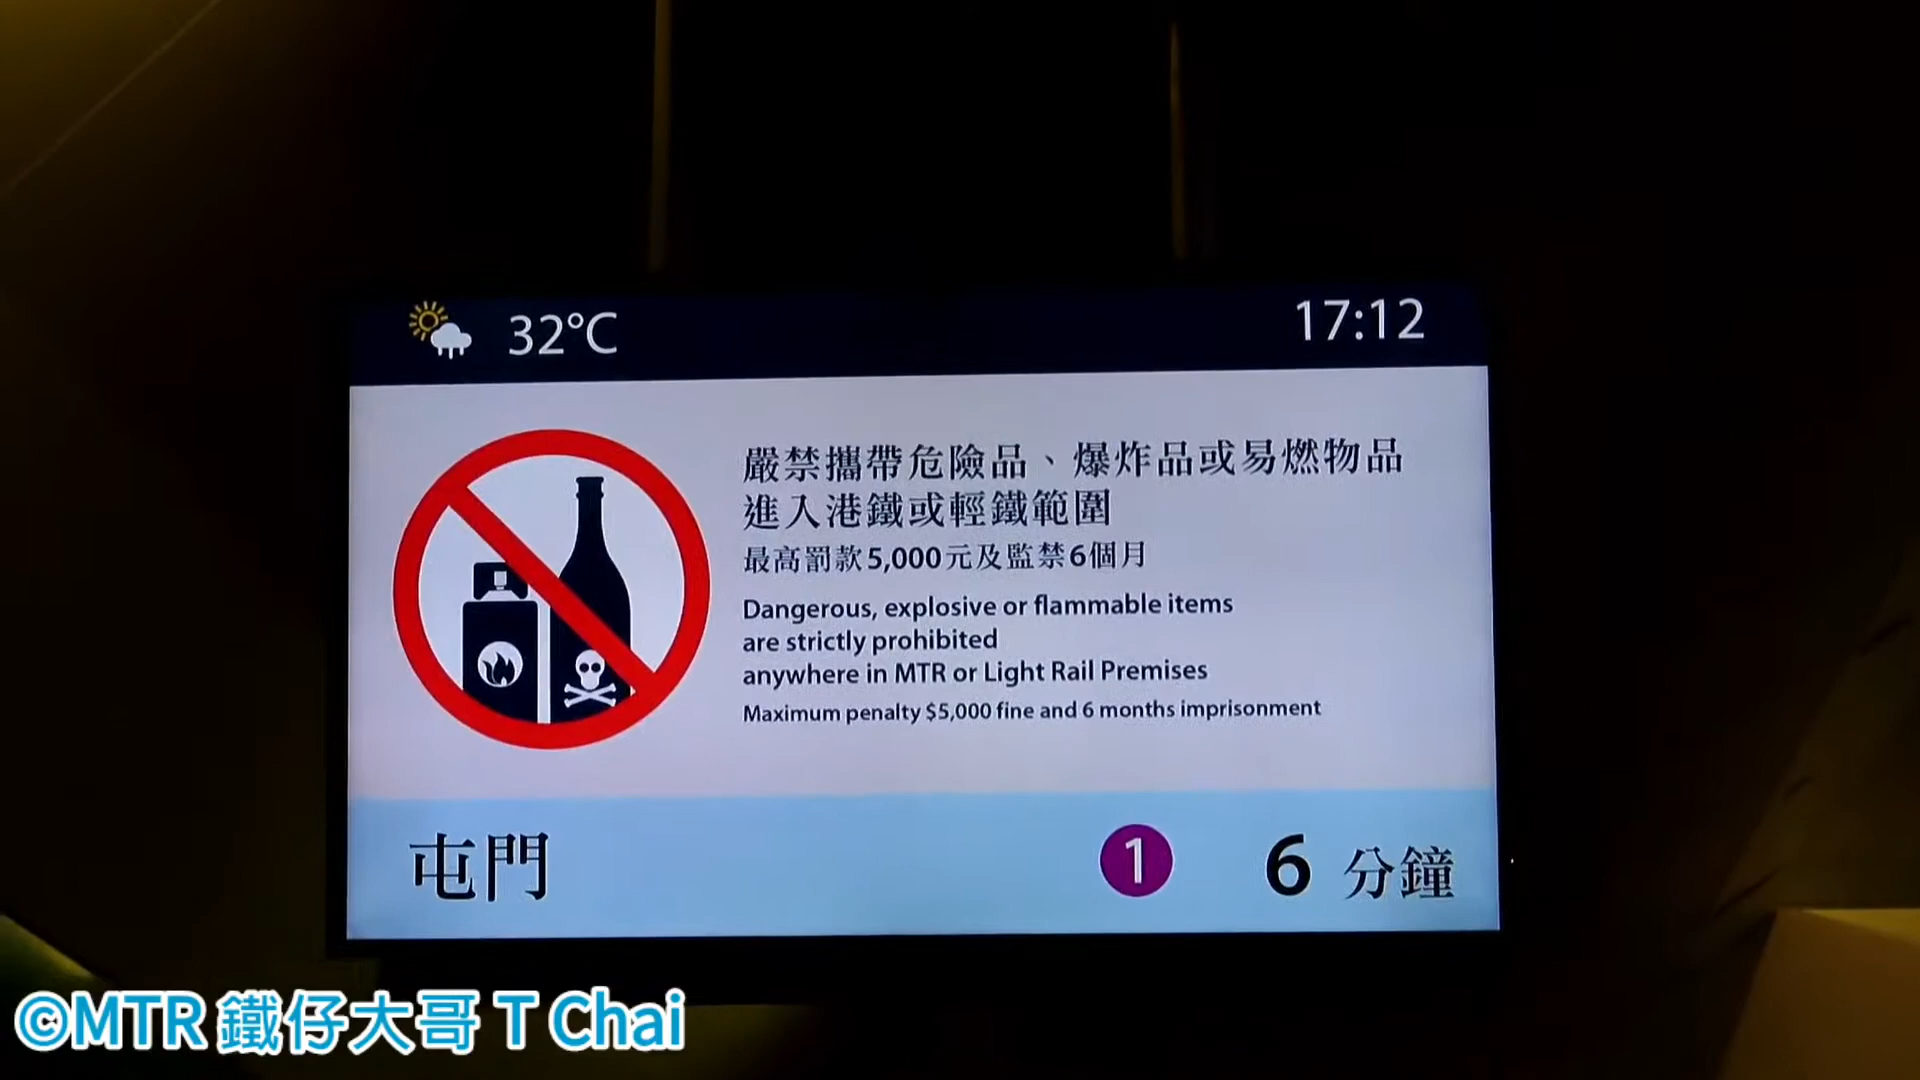 32°C
17:12
嚴禁攜帶危險品、爆炸品或易燃物品
進入港鐵或輕鐵範圍
最高罰款5,000元及監禁6個月
Dangerous, explosive or flammable items
are strictly prohibited
anywhere in MTR or Light Rail Premises
Maximum penalty $5,000 fine and 6 months imprisonment
屯門 1 6 分鐘
©MTR 鐵仔大哥 T Chai